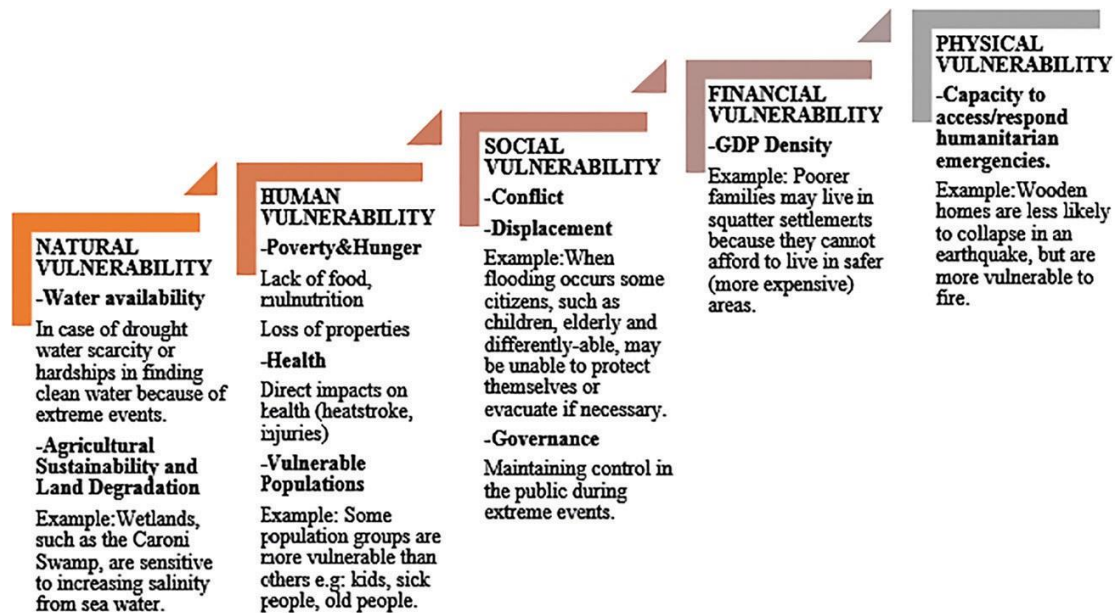 NATURAL
VULNERABILITY
-Water availability
In case of drought
water scarcity or
hardships in finding
clean water because of
extreme events.
-Agricultural
Sustainability and
Land Degradation
Example:Wetlands,
such as the Caroni
Swamp, are sensitive
to increasing salinity
from sea water.
HUMAN
VULNERABILITY
-Poverty&Hunger
Lack of food,
mulnutrition
Loss of properties
-Health
Direct impacts on
health (heatstroke,
injuries)
-Vulnerable
Populations
Example: Some
population groups are
more vulnerable than
others e.g: kids, sick
people, old people.
SOCIAL
VULNERABILITY
-Conflict
-Displacement
Example:When
flooding occurs some
citizens, such as
children, elderly and
differently-able, may
be unable to protect
themselves or
evacuate if necessary.
-Governance
Maintaining control in
the public during
extreme events.
FINANCIAL
VULNERABILITY
-GDP Density
Example: Poorer
families may live in
squatter settlements
because they cannot
afford to live in safer
(more expensive)
areas.
PHYSICAL
VULNERABILITY
-Capacity to
access/respond
humanitarian
emergencies.
Example:Wooden
homes are less likely
to collapse in an
earthquake, but are
more vulnerable to
fire.